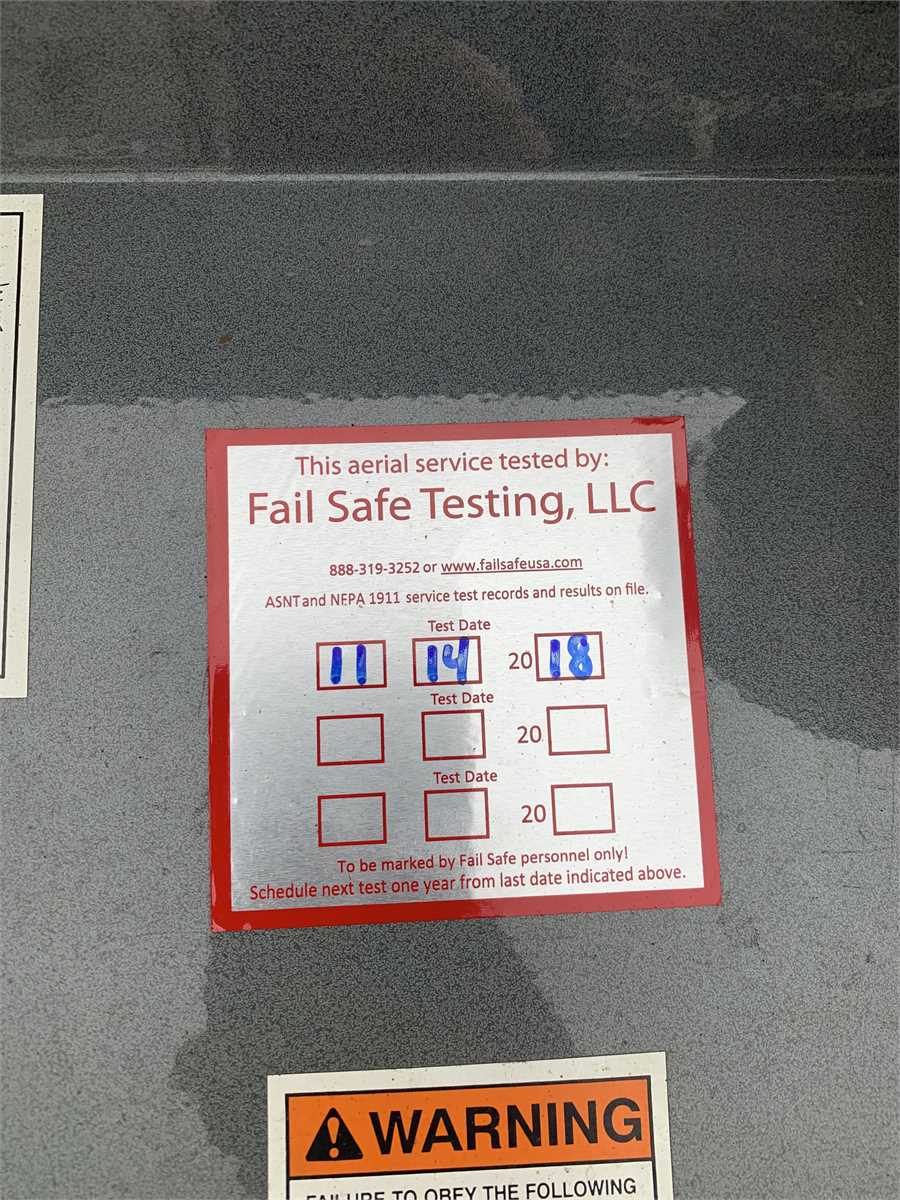 This aerial service tested by:
Fail Safe Testing, LLC
888-319-3252 or www.failsafeusa.com
ASNT and NFPA 1911 service test records and results on file.
Test Date
11 14 20 18
Test Date
20
Test Date
20
To be marked by Fail Safe personnel only!
Schedule next test one year from last date indicated above.
WARNING
FAILURE TO OBEY THE FOLLOWING